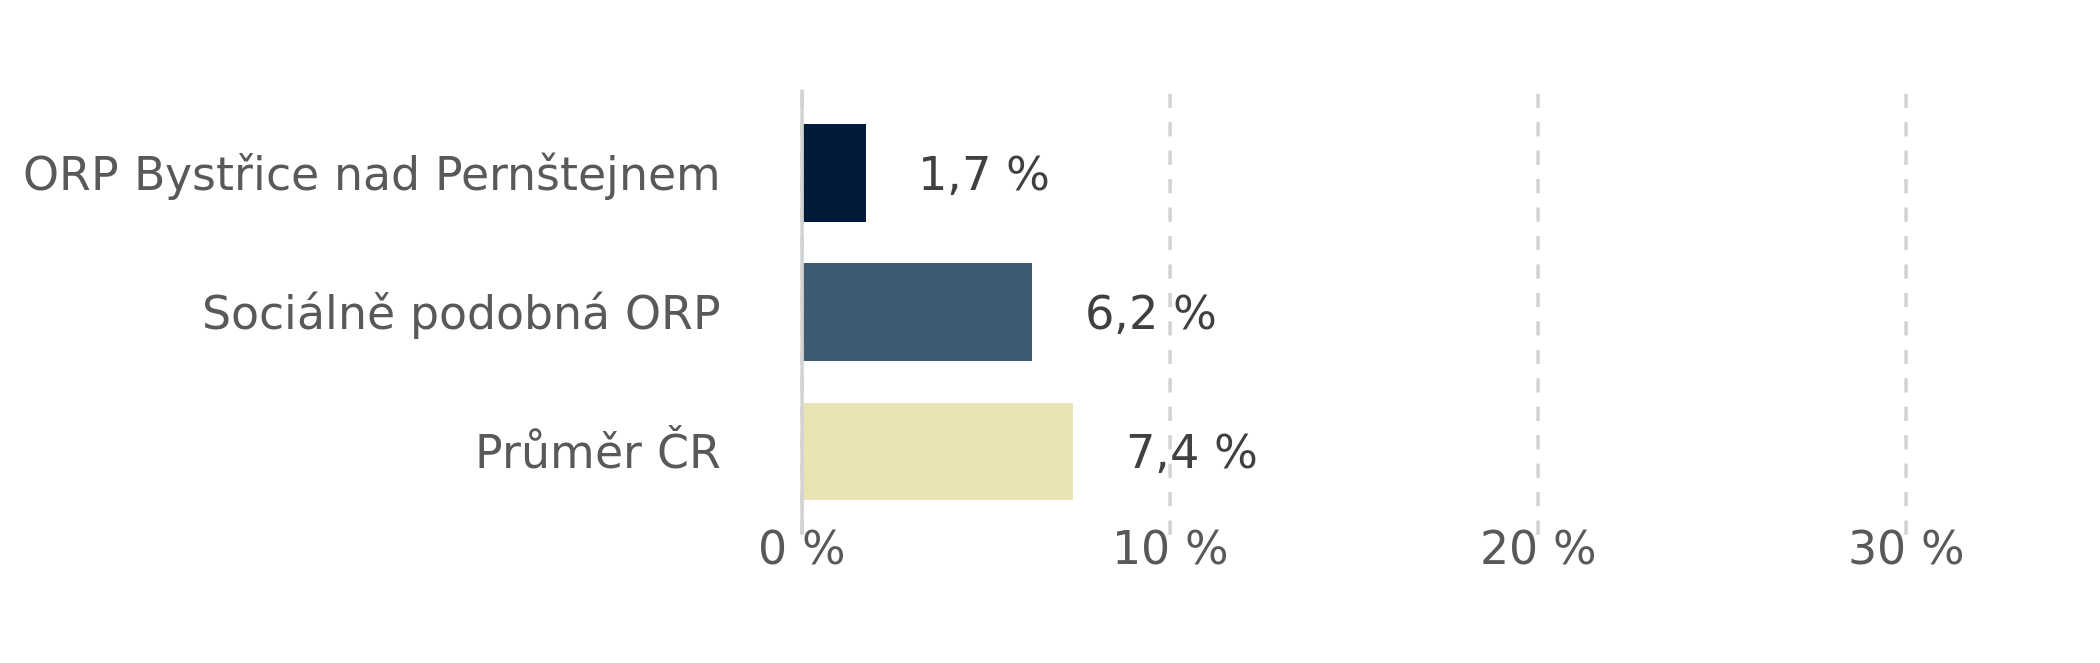 ORP Bystřice nad Pernštejnem
1,7 %
Sociálně podobná ORP
6,2 %
Průměr ČR
7,4 %
0 %
10 %
20 %
30 %